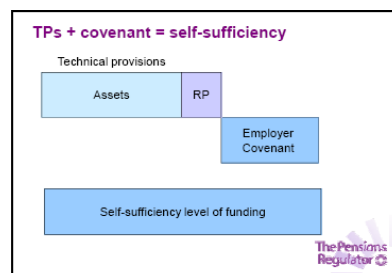 TPs + covenant = self-sufficiency
Technical provisions
Assets
RP
Employer
Covenant
Self-sufficiency level of funding
The Pensions
Regulator